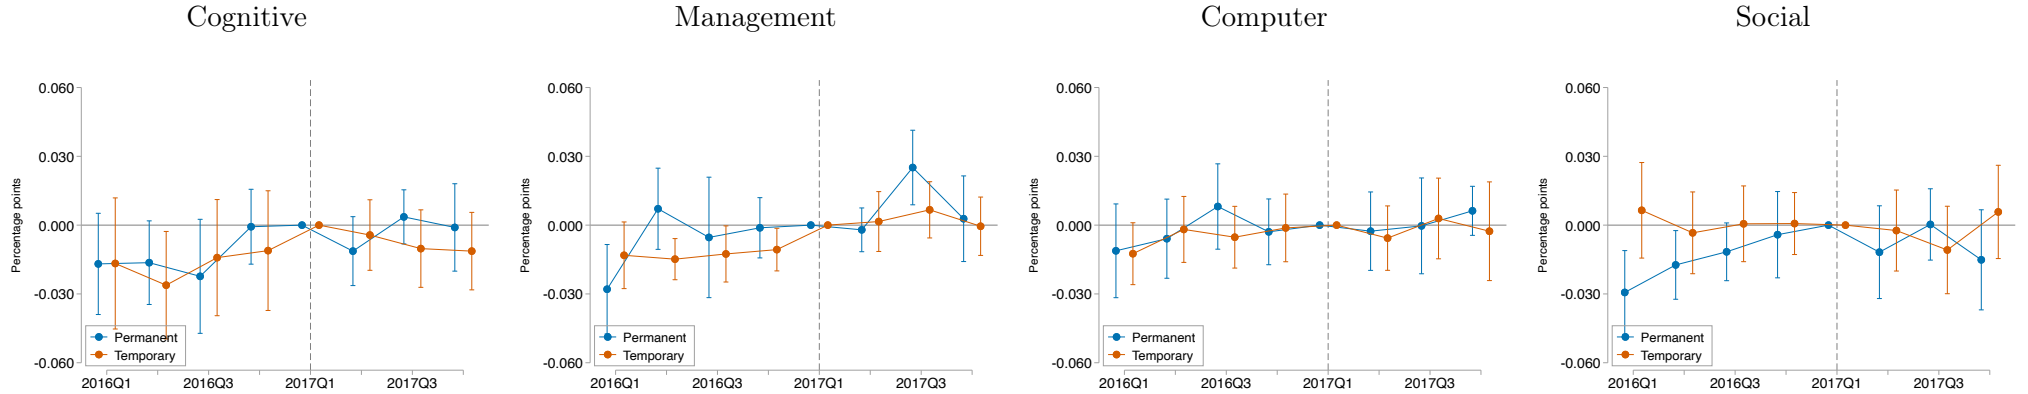 Cognitive
Management
Computer
Social
Percentage points
0.060
0.030
0.000
-0.030
-0.060
Permanent
Temporary
2016Q1 2016Q3 2017Q1 2017Q3
Percentage points
0.060
0.030
0.000
-0.030
-0.060
Permanent
Temporary
2016Q1 2016Q3 2017Q1 2017Q3
Percentage points
0.060
0.030
0.000
-0.030
-0.060
Permanent
Temporary
2016Q1 2016Q3 2017Q1 2017Q3
Percentage points
0.060
0.030
0.000
-0.030
-0.060
Permanent
Temporary
2016Q1 2016Q3 2017Q1 2017Q3